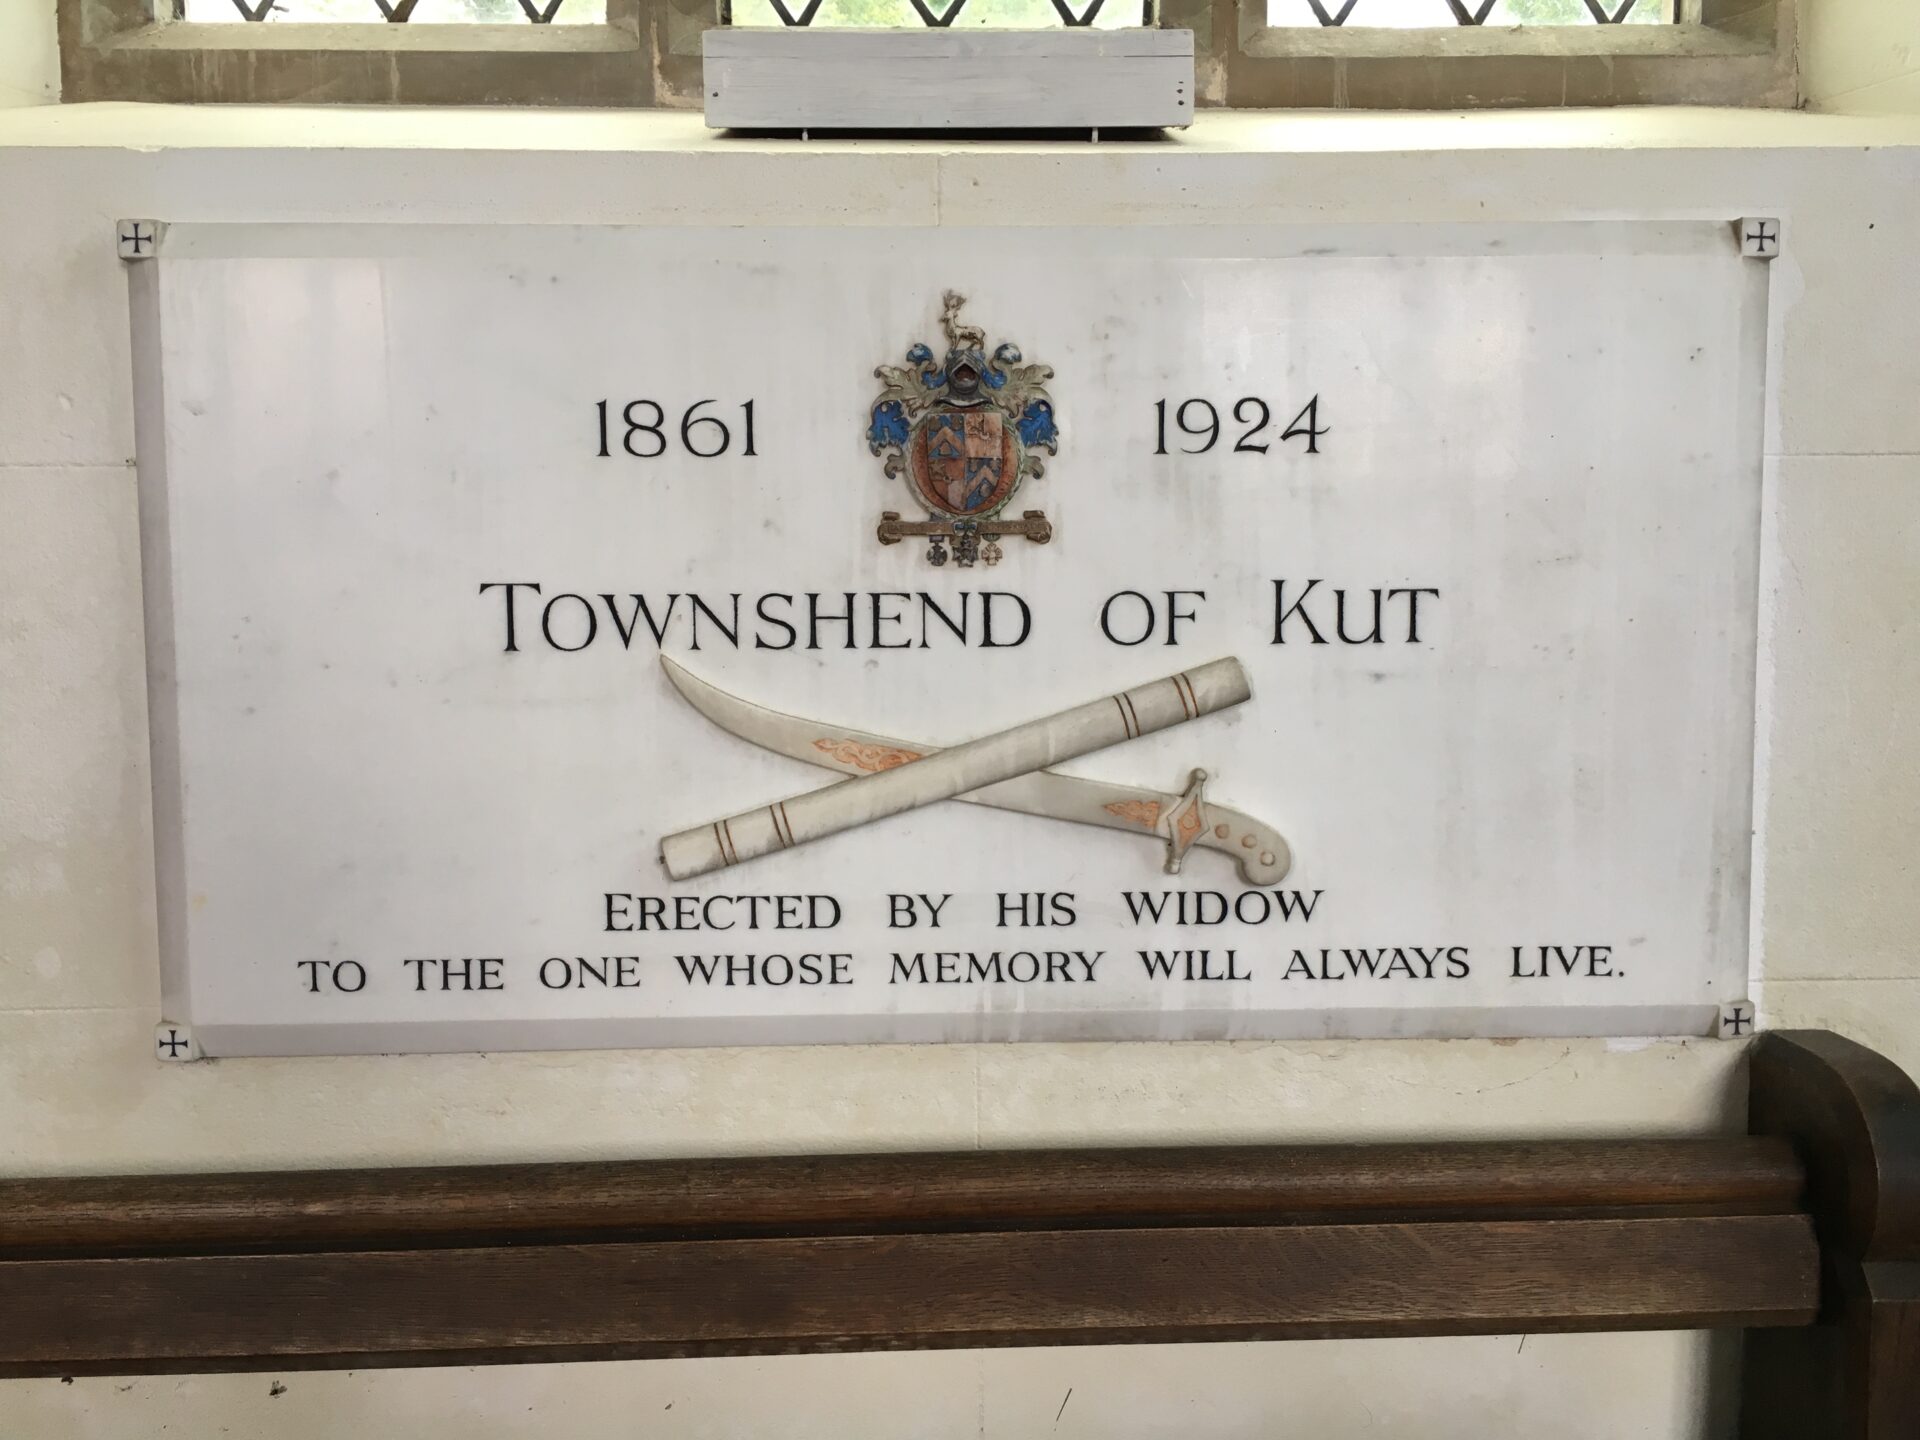 1861 1924
TOWNSHEND OF KUT
ERECTED BY HIS WIDOW
TO THE ONE WHOSE MEMORY WILL ALWAYS LIVE.